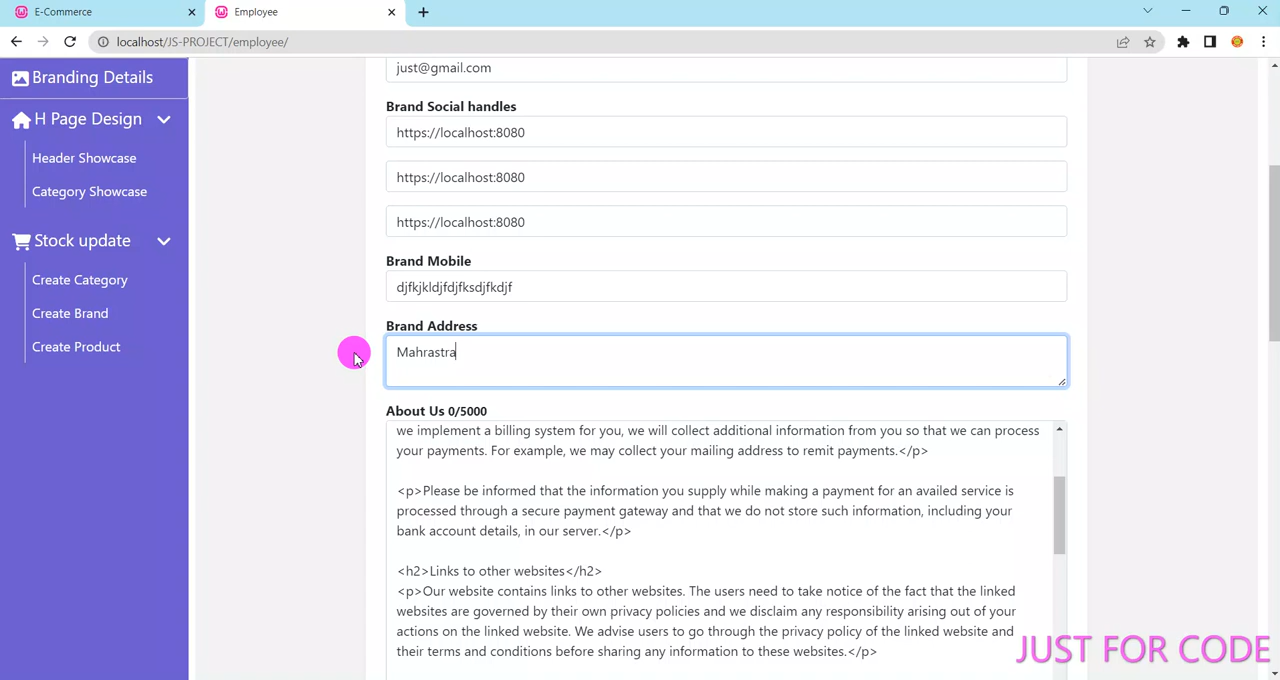 E-Commerce
Employee
localhost/JS-PROJECT/employee/
Branding Details
H Page Design
Header Showcase
Category Showcase
Stock update
Create Category
Create Brand
Create Product
just@gmail.com
Brand Social handles
https://localhost:8080
https://localhost:8080
https://localhost:8080
Brand Mobile
djfkjkldjfdjfksdjfkdjf
Brand Address
Mahrastra
About Us 0/5000
we implement a billing system for you, we will collect additional information from you so that we can process
your payments. For example, we may collect your mailing address to remit payments.</p>
<p>Please be informed that the information you supply while making a payment for an availed service is
processed through a secure payment gateway and that we do not store such information, including your
bank account details, in our server.</p>
<h2>Links to other websites</h2>
<p>Our website contains links to other websites. The users need to take notice of the fact that the linked
websites are governed by their own privacy policies and we disclaim any responsibility arising out of your
actions on the linked website. We advise users to go through the privacy policy of the linked website and
their terms and conditions before sharing any information to these websites.</p>
JUST FOR CODE